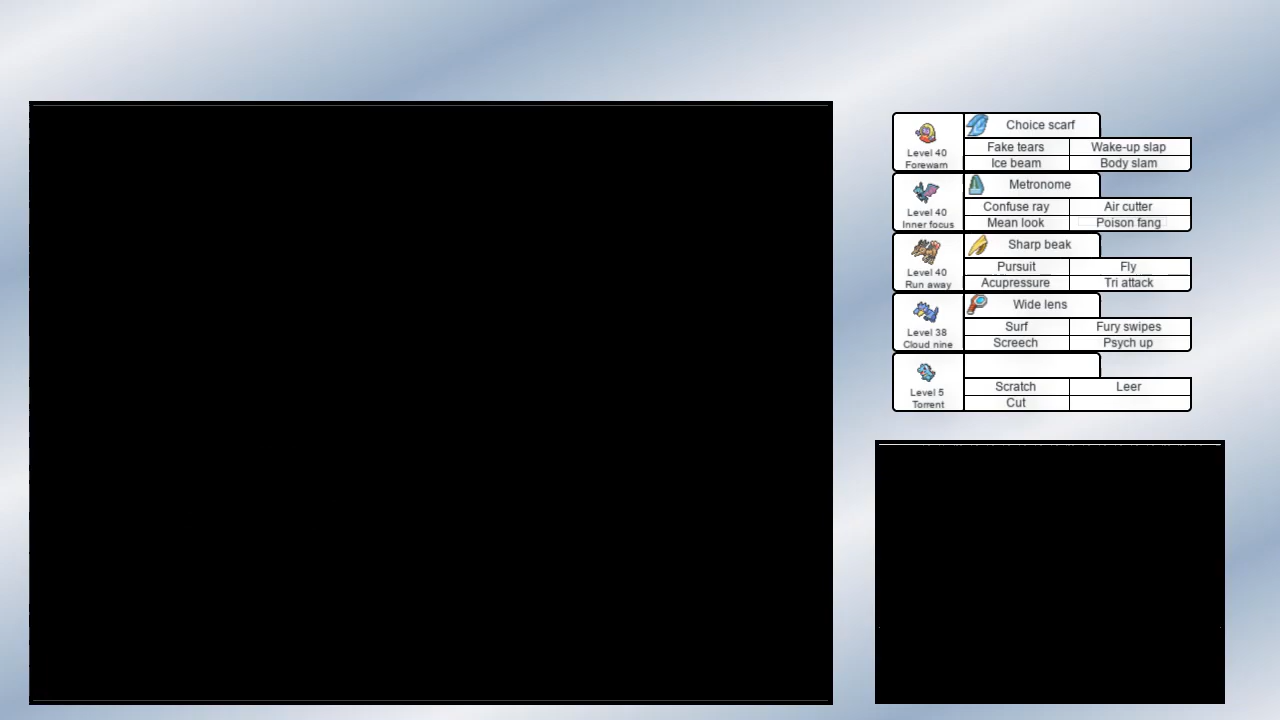 Choice scarf
Fake tears Wake-up slap
Level 40
Ice beam Body slam
Forewarn
Metronome
Confuse ray Air cutter
Level 40
Mean look Poison fang
Inner focus
Sharp beak
Pursuit Fly
Level 40
Acupressure Tri attack
Run away
Wide lens
Surf Fury swipes
Level 38
Screech Psych up
Cloud nine
Scratch Leer
Level 5
Cut
Torrent